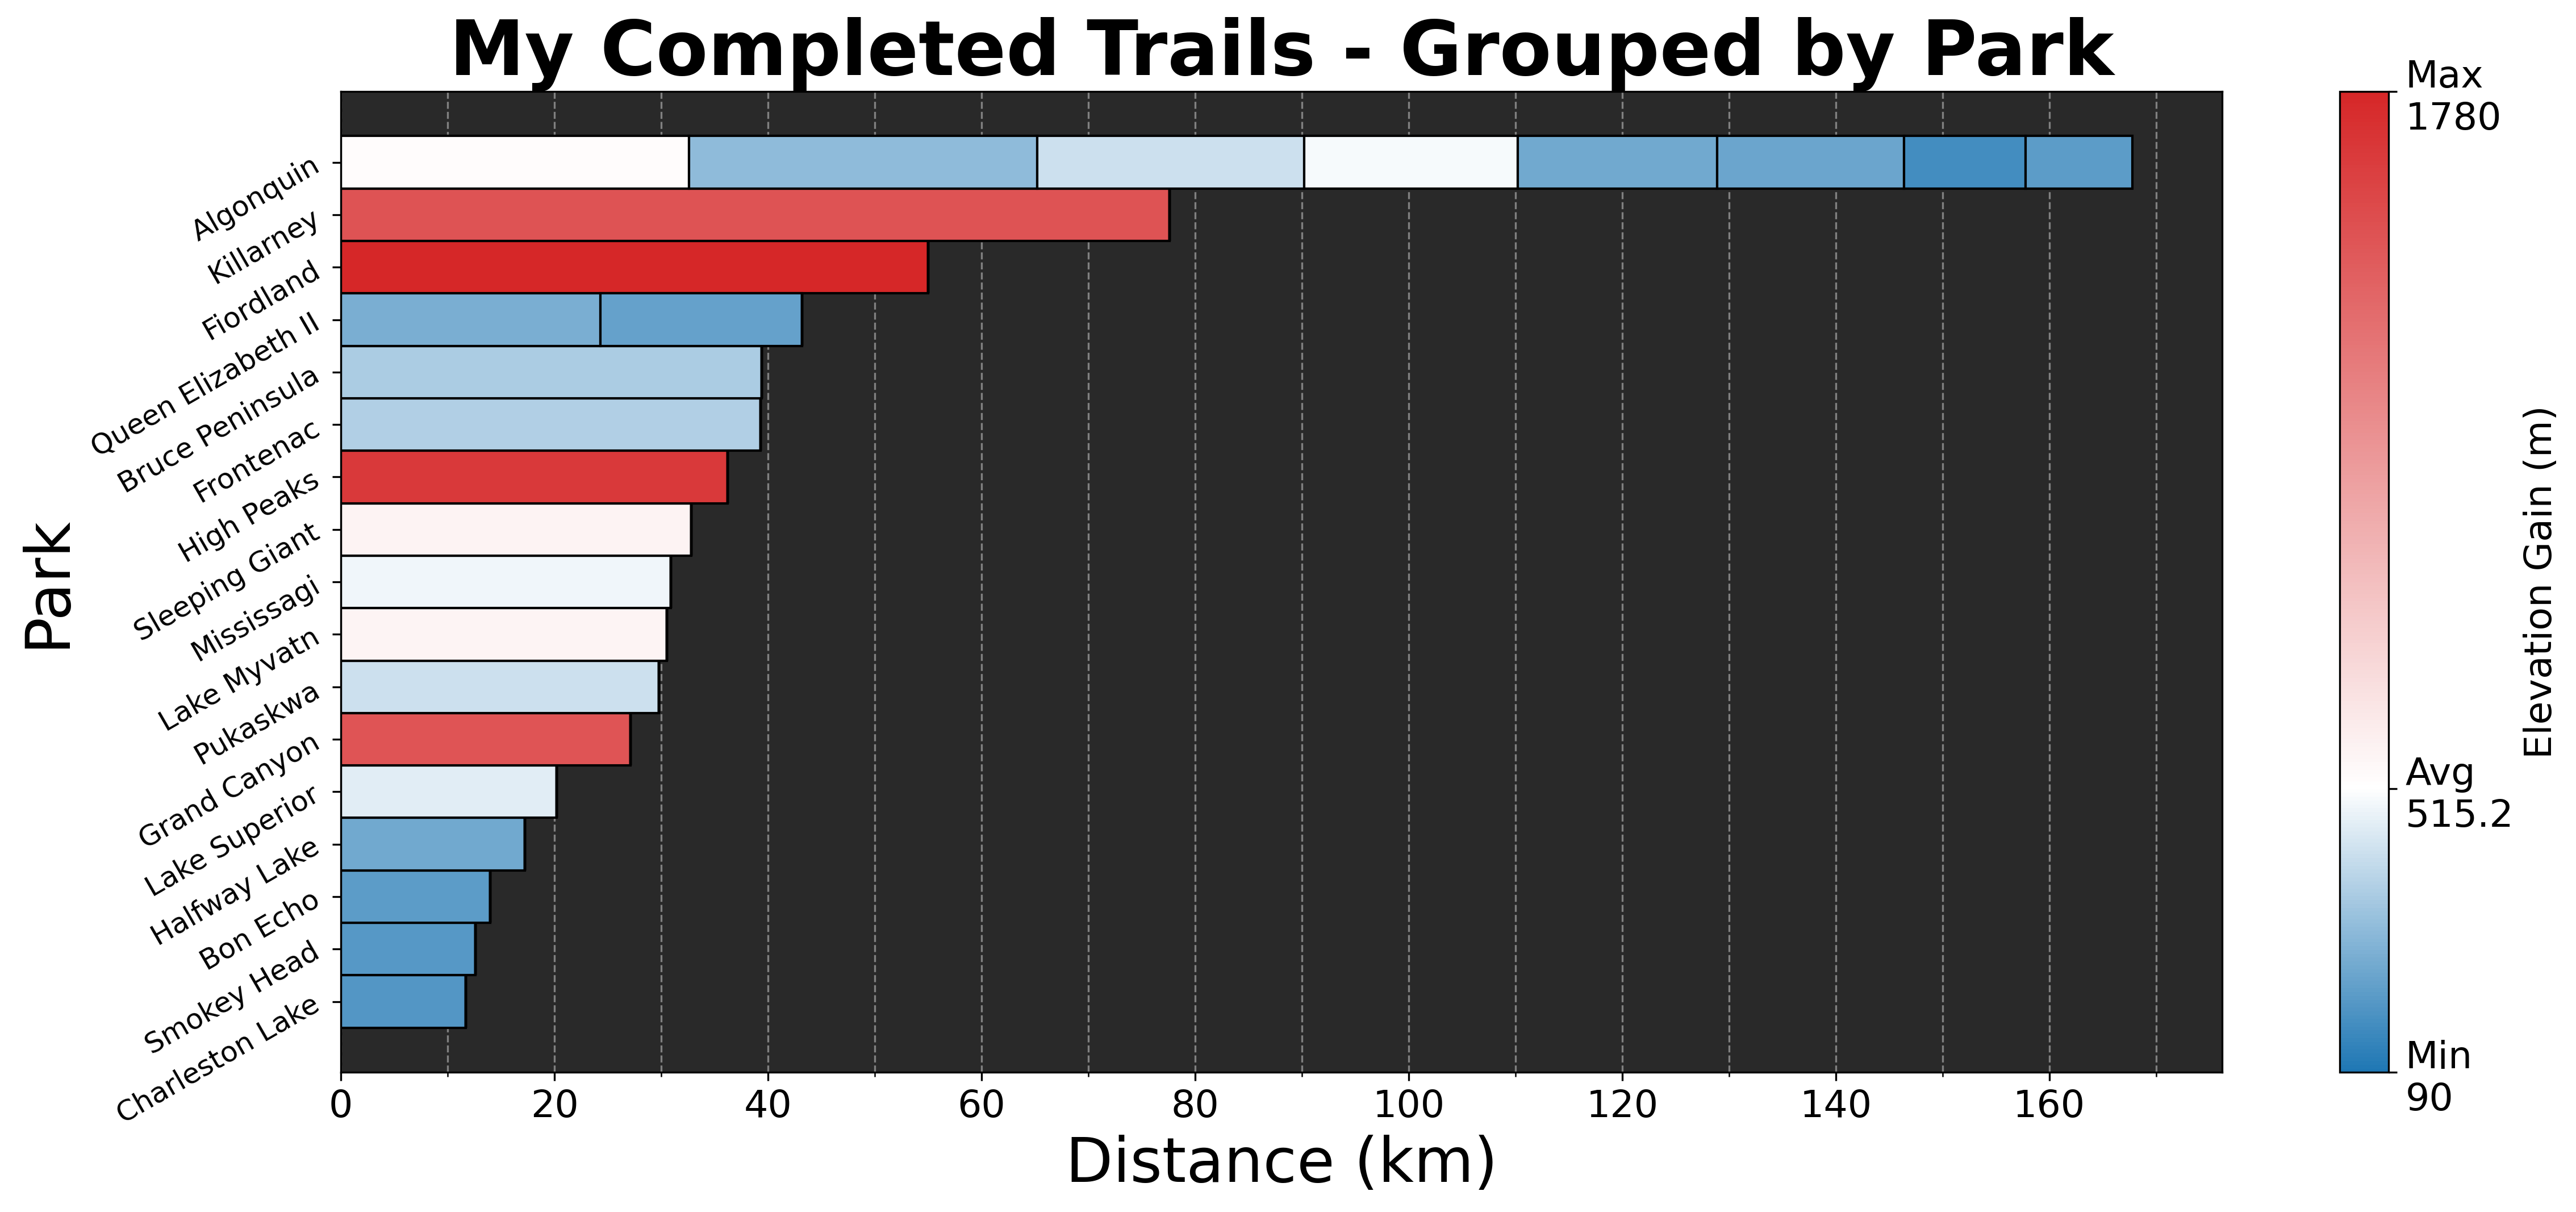 My Completed Trails - Grouped by Park
Park
Algonquin
Killarney
Fiordland
Queen Elizabeth II
Bruce Peninsula
Frontenac
High Peaks
Sleeping Giant
Mississagi
Lake Myvatn
Pukaskwa
Grand Canyon
Lake Superior
Halfway Lake
Bon Echo
Smokey Head
Charleston Lake
0 20 40 60 80 100 120 140 160
Distance (km)
Max
1780
Avg
515.2
Min
90
Elevation Gain (m)